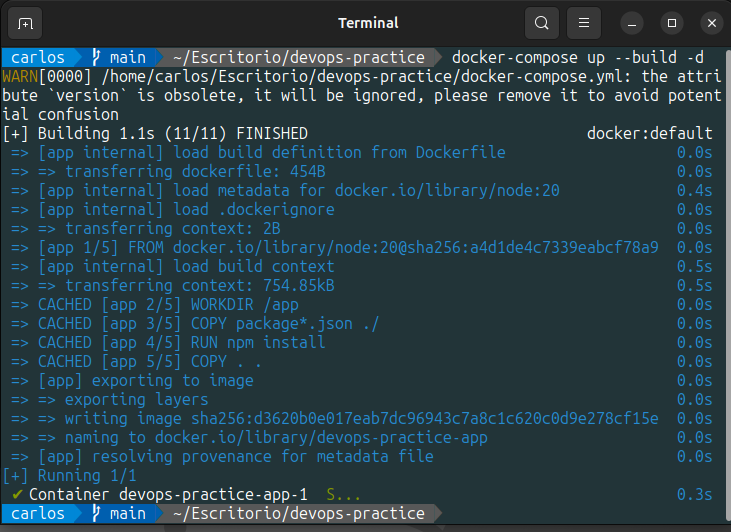 Terminal
carlos main ~/Escritorio/devops-practice docker-compose up --build -d
WARN[0000] /home/carlos/Escritorio/devops-practice/docker-compose.yml: the attri
bute `version` is obsolete, it will be ignored, please remove it to avoid potent
ial confusion
[+] Building 1.1s (11/11) FINISHED docker:default
=> [app internal] load build definition from Dockerfile 0.0s
=> => transferring dockerfile: 454B 0.0s
=> [app internal] load metadata for docker.io/library/node:20 0.4s
=> [app internal] load .dockerignore 0.0s
=> => transferring context: 2B 0.0s
=> [app 1/5] FROM docker.io/library/node:20@sha256:a4d1de4c7339eabcf78a9 0.0s
=> [app internal] load build context 0.5s
=> => transferring context: 754.85kB 0.5s
=> CACHED [app 2/5] WORKDIR /app 0.0s
=> CACHED [app 3/5] COPY package*.json ./ 0.0s
=> CACHED [app 4/5] RUN npm install 0.0s
=> CACHED [app 5/5] COPY . . 0.0s
=> [app] exporting to image 0.0s
=> => exporting layers 0.0s
=> => writing image sha256:d3620b0e017eab7dc96943c7a8c1c620c0d9e278cf15e 0.0s
=> => naming to docker.io/library/devops-practice-app 0.0s
=> [app] resolving provenance for metadata file 0.0s
[+] Running 1/1
✔ Container devops-practice-app-1 S... 0.3s
carlos main ~/Escritorio/devops-practice